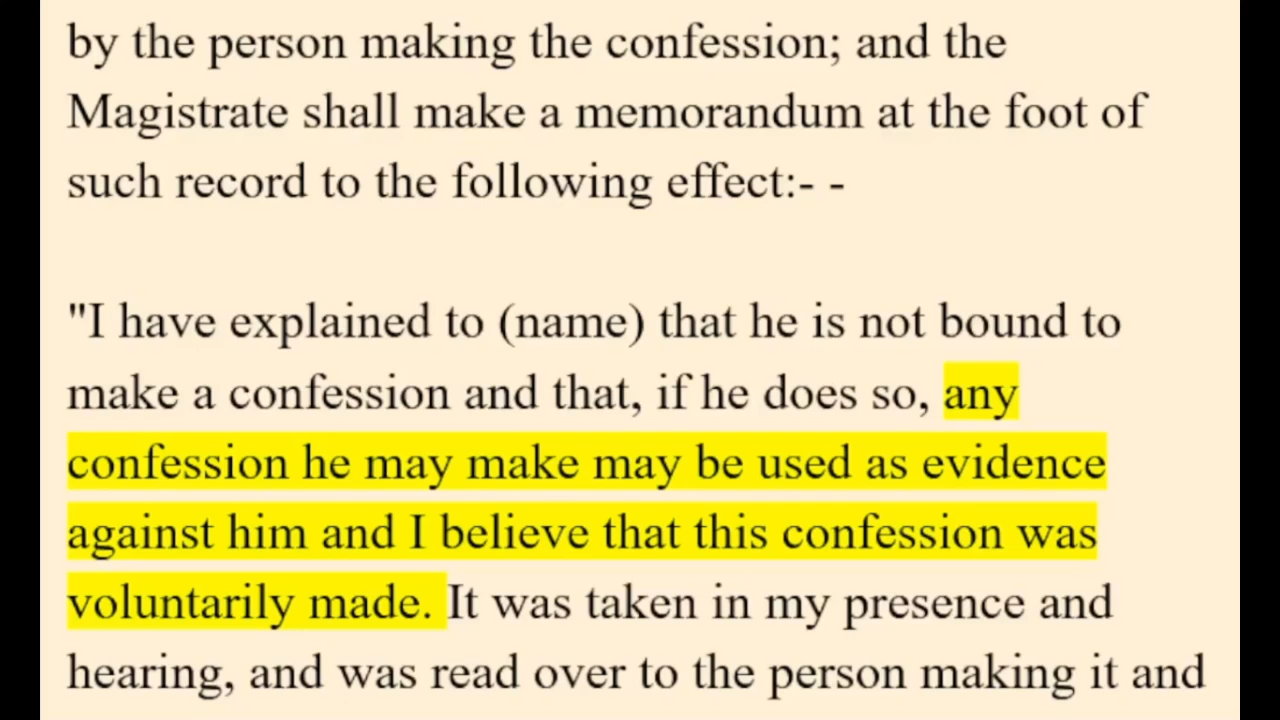 by the person making the confession; and the
Magistrate shall make a memorandum at the foot of
such record to the following effect:- -
"I have explained to (name) that he is not bound to
make a confession and that, if he does so, any
confession he may make may be used as evidence
against him and I believe that this confession was
voluntarily made. It was taken in my presence and
hearing, and was read over to the person making it and